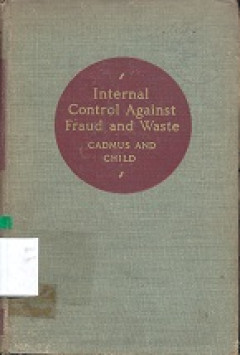 Internal
Control Against
Fraud and Waste
CADMUS AND
CHILD